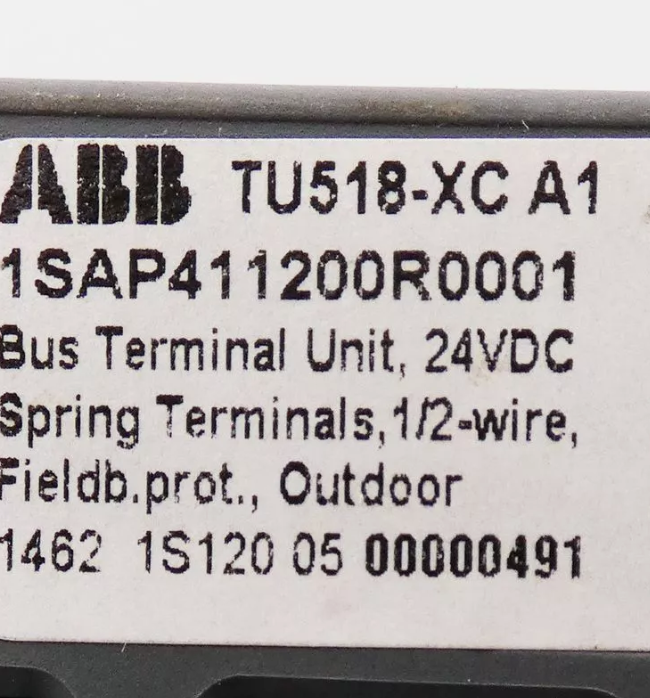 ABB TU518-XC A1
1SAP411200R0001
Bus Terminal Unit, 24VDC
Spring Terminals,1/2-wire,
Fieldb.prot., Outdoor
1462 1S120 05 00000491